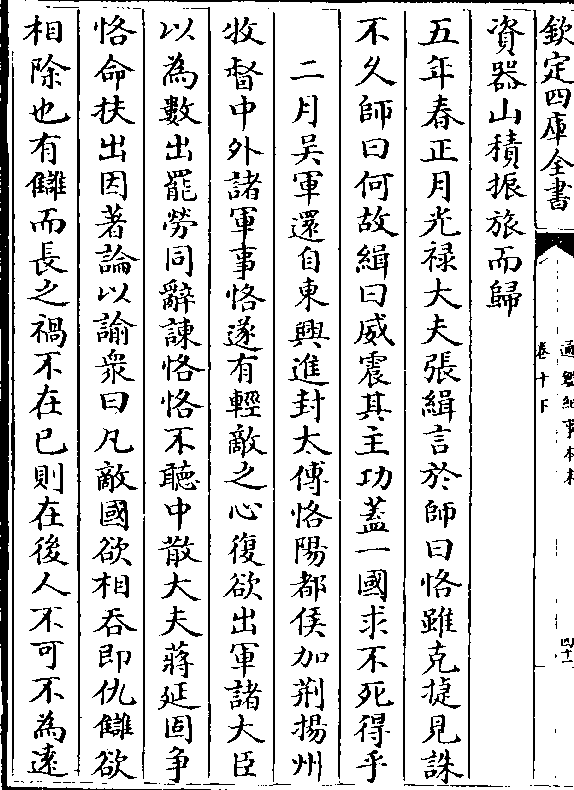 欽定四庫全書
通鑑紀事本末
卷十下
四十二
資器山積振旅而歸
五年春正月光禄大夫張緝言於師曰恪雖克捷見誅
不久師曰何故緝曰威震其主功蓋一國求不死得乎
二月吴軍還自東興進封太傅恪陽都侯加荆揚州
牧督中外諸軍事恪遂有輕敵之心復欲出軍諸大臣
以為數出罷勞同辭諫恪恪不聴中散大夫蔣延固争
恪命扶出因著論以諭衆曰凡敵國欲相吞即仇讎欲
相除也有讎而長之禍不在已則在後人不可不為遠